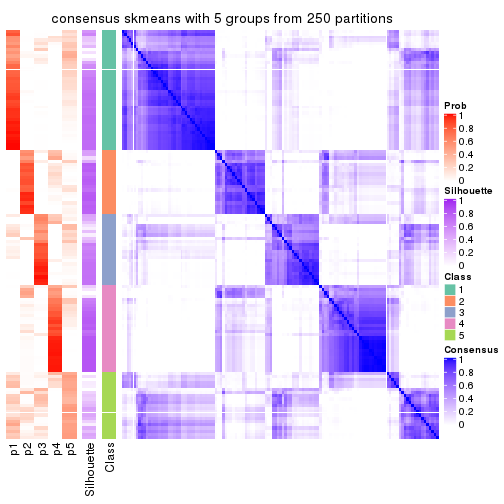 consensus skmeans with 5 groups from 250 partitions
Prob
1
0.8
0.6
0.4
0.2
0
Silhouette
1
0.8
0.6
0.4
0.2
0
Class
1
2
3
4
5
Consensus
1
0.8
0.6
0.4
0.2
0
p1
p2
p3
p4
p5
Silhouette
Class